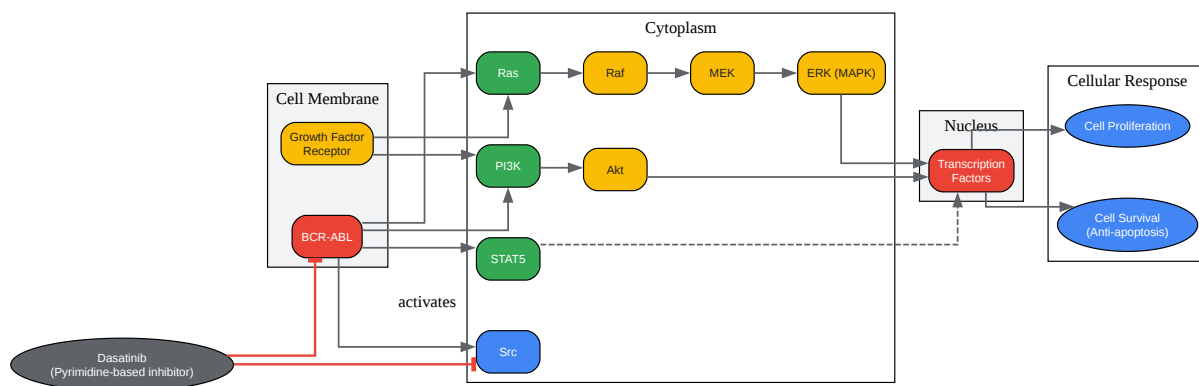 Cytoplasm
Ras
Raf
MEK
ERK (MAPK)
Cell Membrane
Growth Factor
Receptor
PI3K
Akt
BCR-ABL
STAT5
activates
Src
Nucleus
Transcription
Factors
Cellular Response
Cell Proliferation
Cell Survival
(Anti-apoptosis)
Dasatinib
(Pyrimidine-based inhibitor)